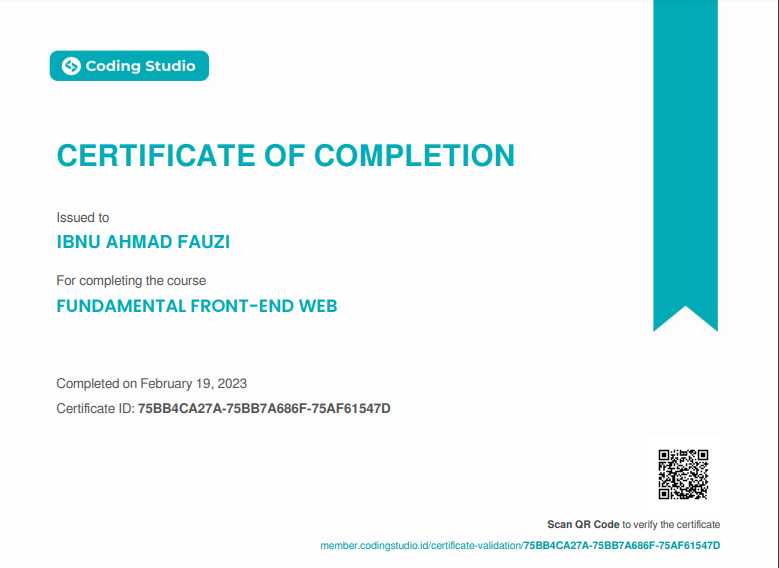 Coding Studio
CERTIFICATE OF COMPLETION
Issued to
IBNU AHMAD FAUZI
For completing the course
FUNDAMENTAL FRONT-END WEB
Completed on February 19, 2023
Certificate ID: 75BB4CA27A-75BB7A686F-75AF61547D
Scan QR Code to verify the certificate
member.codingstudio.id/certificate-validation/75BB4CA27A-75BB7A686F-75AF61547D